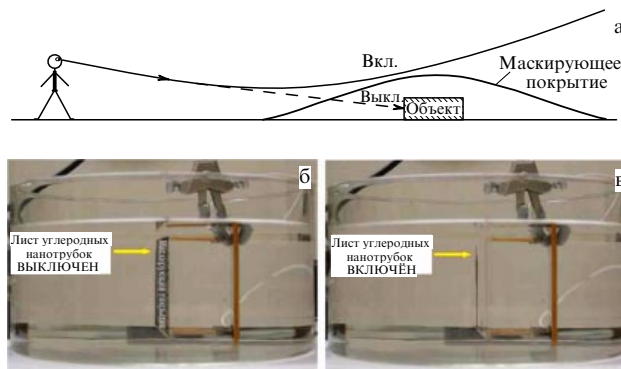 а
Вкл.
Маскирующее
покрытие
Выкл.
Объект
б
Лист углеродных
нанотрубок
ВЫКЛЮЧЕН
в
Лист углеродных
нанотрубок
ВКЛЮЧЁН